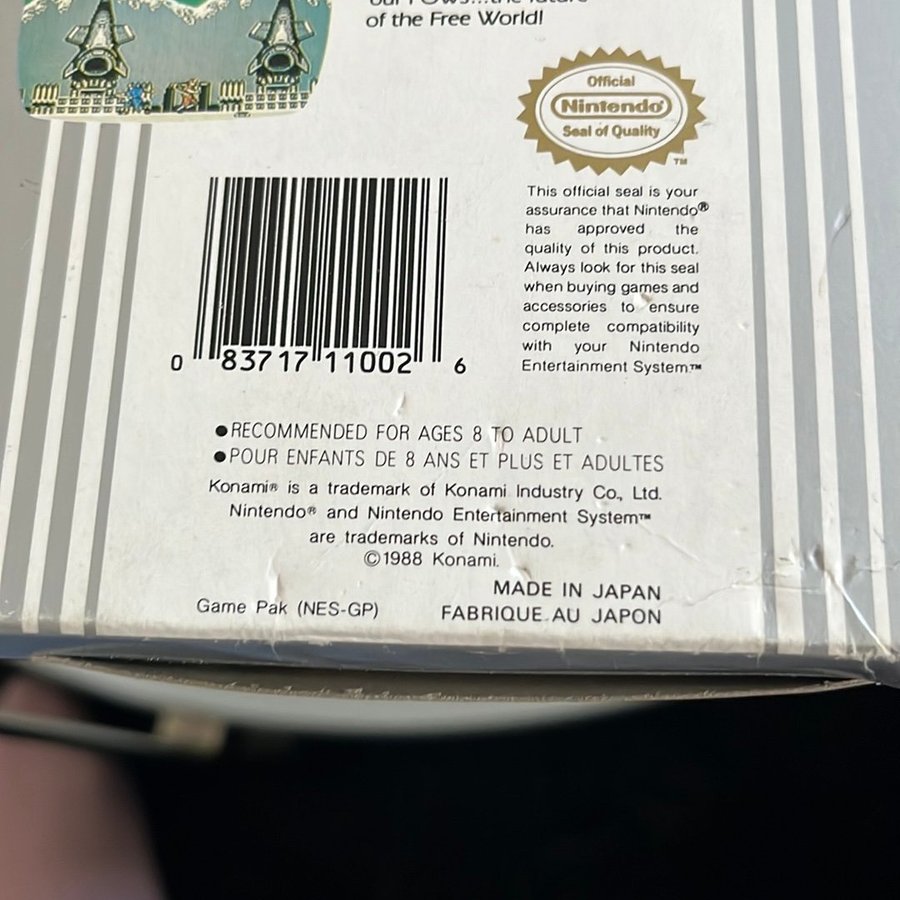 of the Free World!
Official
Nintendo®
Seal of Quality
TM
This official seal is your
assurance that Nintendo®
has approved the
quality of this product.
Always look for this seal
when buying games and
accessories to ensure
complete compatibility
with your Nintendo
Entertainment System™
0 83717 11002 6
●RECOMMENDED FOR AGES 8 TO ADULT
●POUR ENFANTS DE 8 ANS ET PLUS ET ADULTES
Konami® is a trademark of Konami Industry Co., Ltd.
Nintendo® and Nintendo Entertainment System™
are trademarks of Nintendo.
©1988 Konami.
MADE IN JAPAN
Game Pak (NES-GP)
FABRIQUE AU JAPON